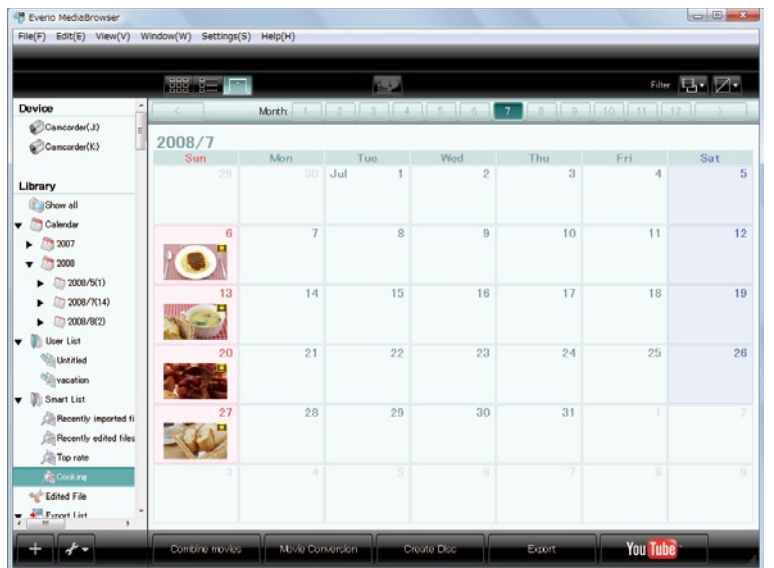 Everio MediaBrowser
File(F) Edit(E) View(V) Window(W) Settings(S) Help(H)
Filter
Device
Camcorder(J:)
Camcorder(K:)
Library
Show all
Calendar
2007
2008
2008/5(1)
2008/7(14)
2008/8(2)
User List
Untitled
vacation
Smart List
Recently imported fi
Recently edited files
Top rate
Cooking
Edited File
Export List
< Month: 1 2 3 4 5 6 7 8 9 10 11 12 >
2008/7
Sun Mon Tue Wed Thu Fri Sat
29 30 Jul 1 2 3 4 5
6 7 8 9 10 11 12
13 14 15 16 17 18 19
20 21 22 23 24 25 26
27 28 29 30 31 1 2
3 4 5 6 7 8 9
Combine movies Movie Conversion Create Disc Export YouTube